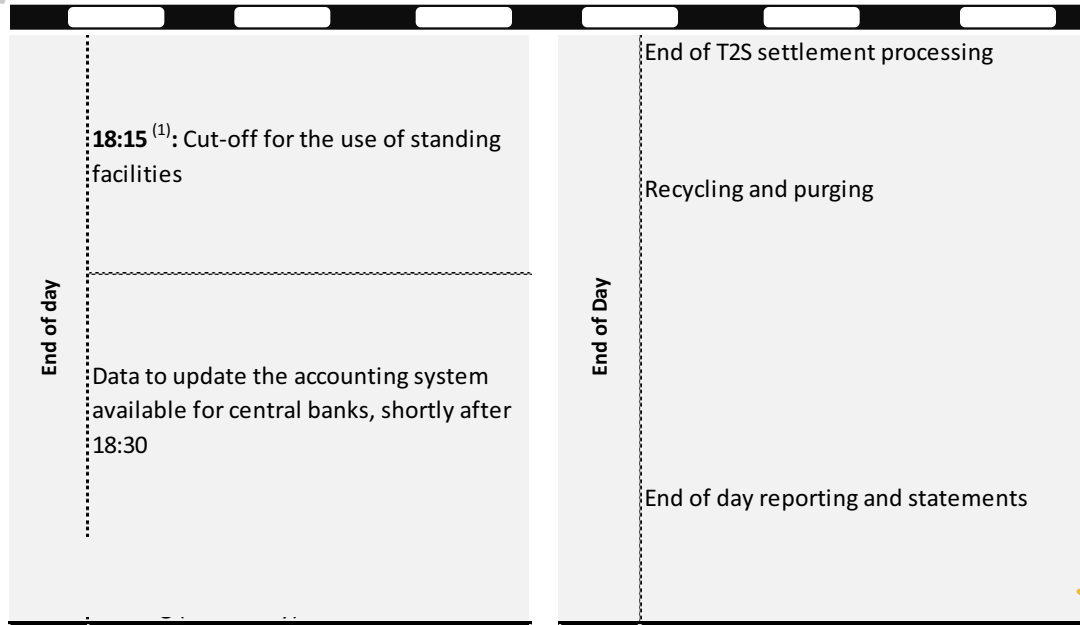 18:15 (1): Cut-off for the use of standing
facilities
End of day
Data to update the accounting system
available for central banks, shortly after
18:30
End of T2S settlement processing
Recycling and purging
End of Day
End of day reporting and statements